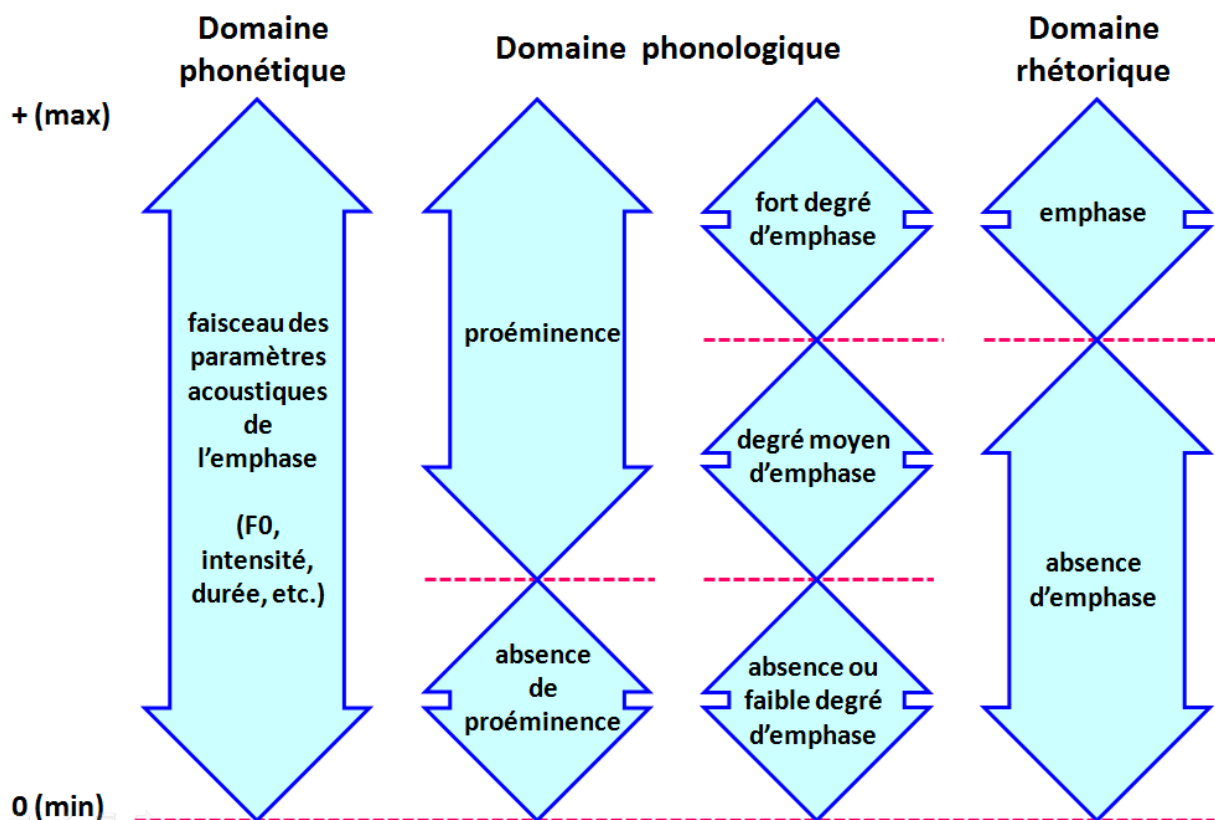 Domaine
phonétique
Domaine phonologique
Domaine
rhétorique
+ (max)
faisceau des
paramètres
acoustiques
de
l’emphase
(F0,
intensité,
durée, etc.)
proéminence
absence
de
proéminence
fort degré
d’emphase
degré moyen
d’emphase
absence ou
faible degré
d’emphase
emphase
absence
d’emphase
0 (min)